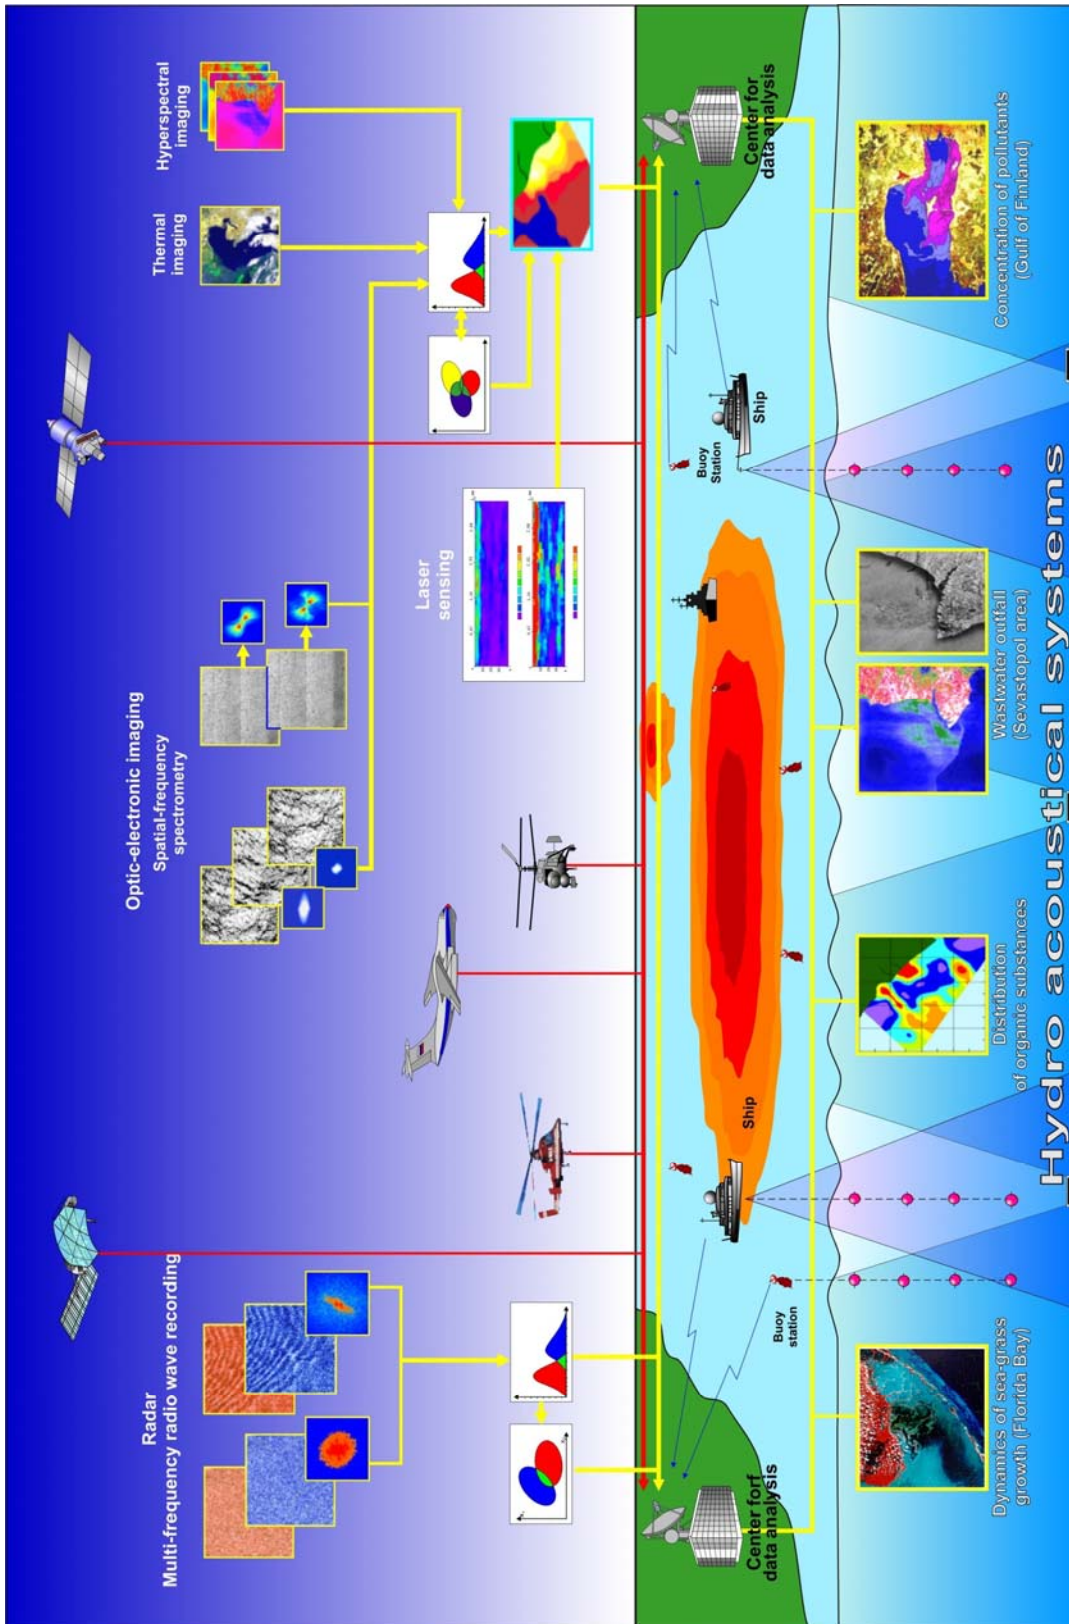 Radar
Multi-frequency radio wave recording
Optic-electronic imaging
Spatial-frequency
spectrometry
Thermal
imaging
Hyperspectral
imaging
Laser
sensing
Center forf
data analysis
Buoy
station
Ship
Buoy
Station
Ship
Center for
data analysis
Dynamics of sea-grass
growth (Florida Bay)
Distribution
of organic substances
Wastwater outfall
(Sevastopol area)
Concentration of pollutants
(Gulf of Finland)
Hydro acoustical systems